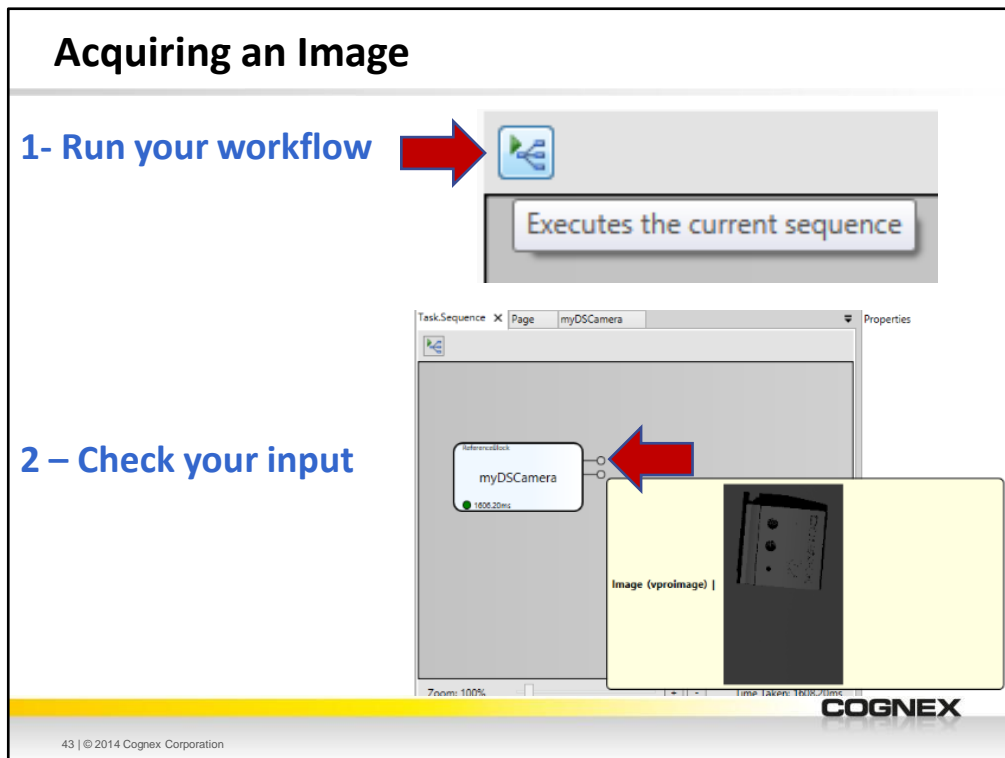 Acquiring an Image
1- Run your workflow
Executes the current sequence
Task.Sequence X Page myDSCamera Properties
2 – Check your input
ReferenceBlock
myDSCamera
1606.20ms
Image (vproimage) |
Zoom: 100% + - Time Taken: 1608.20ms
COGNEX
43 | © 2014 Cognex Corporation